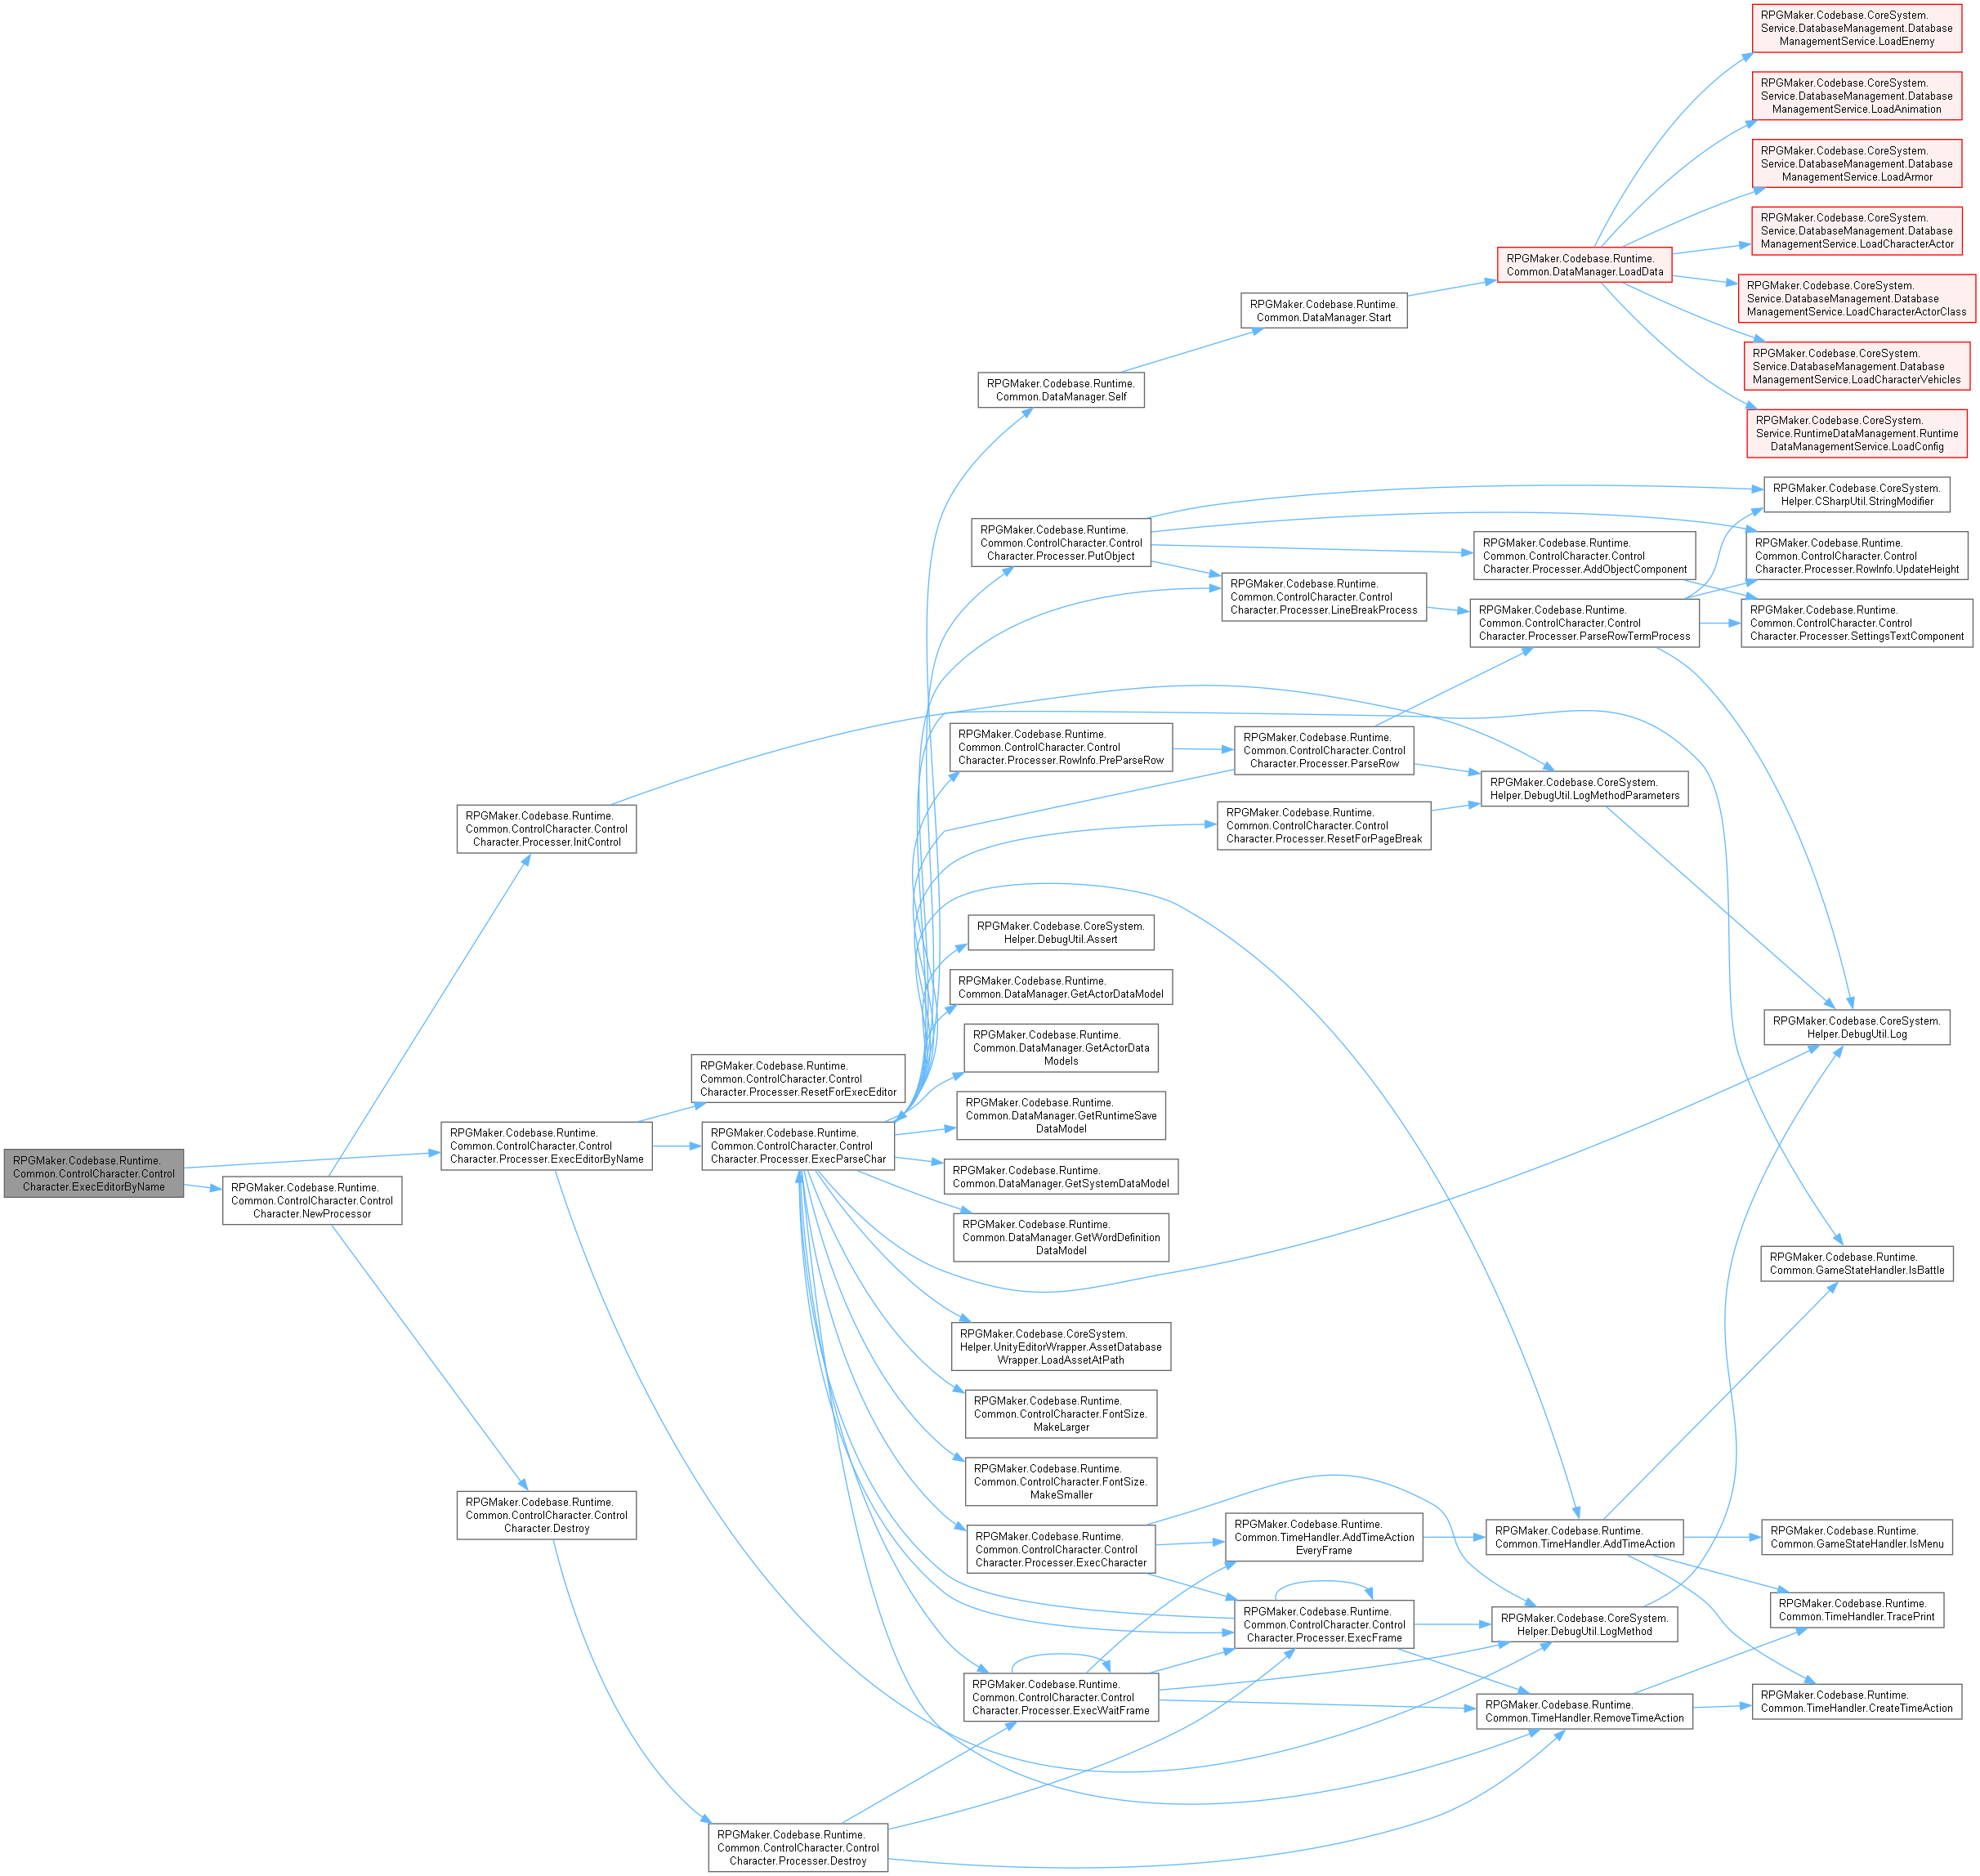 RPGMaker.Codebase.CoreSystem.
Service.DatabaseManagement.Database
ManagementService.LoadEnemy
RPGMaker.Codebase.CoreSystem.
Service.DatabaseManagement.Database
ManagementService.LoadAnimation
RPGMaker.Codebase.CoreSystem.
Service.DatabaseManagement.Database
ManagementService.LoadArmor
RPGMaker.Codebase.CoreSystem.
Service.DatabaseManagement.Database
ManagementService.LoadCharacterActor
RPGMaker.Codebase.Runtime.
Common.DataManager.LoadData
RPGMaker.Codebase.CoreSystem.
Service.DatabaseManagement.Database
ManagementService.LoadCharacterActorClass
RPGMaker.Codebase.Runtime.
Common.DataManager.Start
RPGMaker.Codebase.CoreSystem.
Service.DatabaseManagement.Database
ManagementService.LoadCharacterVehicles
RPGMaker.Codebase.Runtime.
Common.DataManager.Self
RPGMaker.Codebase.CoreSystem.
Service.RuntimeDataManagement.Runtime
DataManagementService.LoadConfig
RPGMaker.Codebase.CoreSystem.
Helper.CSharpUtil.StringModifier
RPGMaker.Codebase.Runtime.
Common.ControlCharacter.Control
Character.Processer.PutObject
RPGMaker.Codebase.Runtime.
Common.ControlCharacter.Control
Character.Processer.AddObjectComponent
RPGMaker.Codebase.Runtime.
Common.ControlCharacter.Control
Character.Processer.RowInfo.UpdateHeight
RPGMaker.Codebase.Runtime.
Common.ControlCharacter.Control
Character.Processer.LineBreakProcess
RPGMaker.Codebase.Runtime.
Common.ControlCharacter.Control
Character.Processer.ParseRowTermProcess
RPGMaker.Codebase.Runtime.
Common.ControlCharacter.Control
Character.Processer.SettingsTextComponent
RPGMaker.Codebase.Runtime.
Common.ControlCharacter.Control
Character.Processer.RowInfo.PreParseRow
RPGMaker.Codebase.Runtime.
Common.ControlCharacter.Control
Character.Processer.ParseRow
RPGMaker.Codebase.CoreSystem.
Helper.DebugUtil.LogMethodParameters
RPGMaker.Codebase.Runtime.
Common.ControlCharacter.Control
Character.Processer.InitControl
RPGMaker.Codebase.Runtime.
Common.ControlCharacter.Control
Character.Processer.ResetForPageBreak
RPGMaker.Codebase.CoreSystem.
Helper.DebugUtil.Assert
RPGMaker.Codebase.Runtime.
Common.DataManager.GetActorDataModel
RPGMaker.Codebase.CoreSystem.
Helper.DebugUtil.Log
RPGMaker.Codebase.Runtime.
Common.DataManager.GetActorData
Models
RPGMaker.Codebase.Runtime.
Common.ControlCharacter.Control
Character.Processer.ResetForExecEditor
RPGMaker.Codebase.Runtime.
Common.DataManager.GetRuntimeSave
DataModel
RPGMaker.Codebase.Runtime.
Common.ControlCharacter.Control
Character.Processer.ExecEditorByName
RPGMaker.Codebase.Runtime.
Common.ControlCharacter.Control
Character.Processer.ExecParseChar
RPGMaker.Codebase.Runtime.
Common.ControlCharacter.Control
Character.ExecEditorByName
RPGMaker.Codebase.Runtime.
Common.DataManager.GetSystemDataModel
RPGMaker.Codebase.Runtime.
Common.ControlCharacter.Control
Character.NewProcessor
RPGMaker.Codebase.Runtime.
Common.DataManager.GetWordDefinition
DataModel
RPGMaker.Codebase.Runtime.
Common.GameStateHandler.IsBattle
RPGMaker.Codebase.CoreSystem.
Helper.UnityEditorWrapper.AssetDatabase
Wrapper.LoadAssetAtPath
RPGMaker.Codebase.Runtime.
Common.ControlCharacter.FontSize.
MakeLarger
RPGMaker.Codebase.Runtime.
Common.ControlCharacter.FontSize.
MakeSmaller
RPGMaker.Codebase.Runtime.
Common.ControlCharacter.Control
Character.Destroy
RPGMaker.Codebase.Runtime.
Common.ControlCharacter.Control
Character.Processer.ExecCharacter
RPGMaker.Codebase.Runtime.
Common.TimeHandler.AddTimeAction
EveryFrame
RPGMaker.Codebase.Runtime.
Common.TimeHandler.AddTimeAction
RPGMaker.Codebase.Runtime.
Common.GameStateHandler.IsMenu
RPGMaker.Codebase.Runtime.
Common.TimeHandler.TracePrint
RPGMaker.Codebase.Runtime.
Common.ControlCharacter.Control
Character.Processer.ExecFrame
RPGMaker.Codebase.CoreSystem.
Helper.DebugUtil.LogMethod
RPGMaker.Codebase.Runtime.
Common.ControlCharacter.Control
Character.Processer.ExecWaitFrame
RPGMaker.Codebase.Runtime.
Common.TimeHandler.RemoveTimeAction
RPGMaker.Codebase.Runtime.
Common.TimeHandler.CreateTimeAction
RPGMaker.Codebase.Runtime.
Common.ControlCharacter.Control
Character.Processer.Destroy